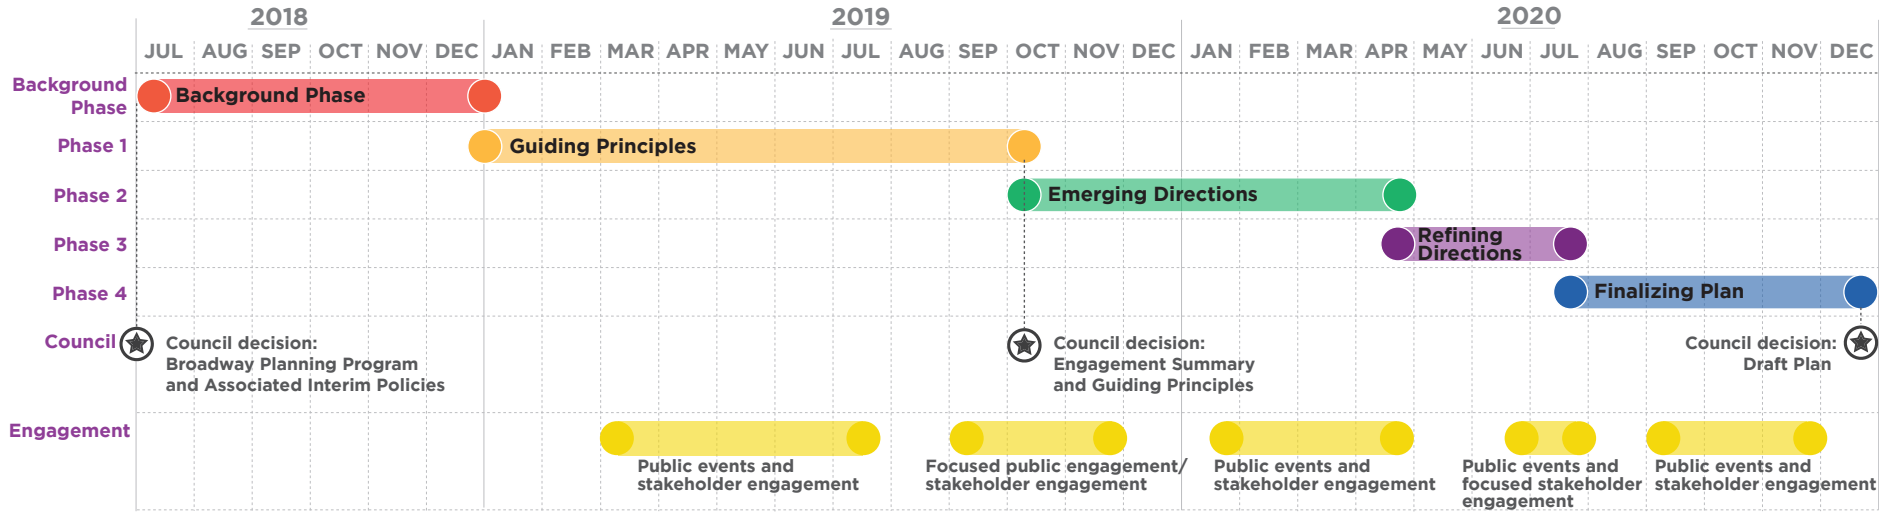 2018 2019 2020
JUL AUG SEP OCT NOV DEC JAN FEB MAR APR MAY JUN JUL AUG SEP OCT NOV DEC JAN FEB MAR APR MAY JUN JUL AUG SEP OCT NOV DEC
Background
Phase
Background Phase
Phase 1
Guiding Principles
Phase 2
Emerging Directions
Phase 3
Refining
Directions
Phase 4
Finalizing Plan
Council
Council decision:
Broadway Planning Program
and Associated Interim Policies
Council decision:
Engagement Summary
and Guiding Principles
Council decision:
Draft Plan
Engagement
Public events and
stakeholder engagement
Focused public engagement/
stakeholder engagement
Public events and
stakeholder engagement
Public events and
focused stakeholder
engagement
Public events and
stakeholder engagement